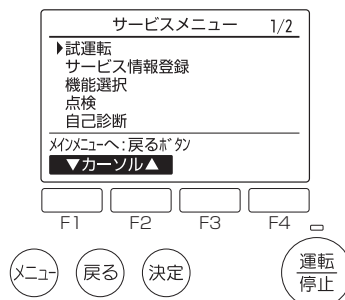 サービスメニュー 1/2
▶試運転
サービス情報登録
機能選択
点検
自己診断
ﾒｲﾝﾒﾆｭｰへ:戻るﾎﾞﾀﾝ
▼カーソル▲
F1 F2 F3 F4
メニュー 戻る 決定 運転
停止